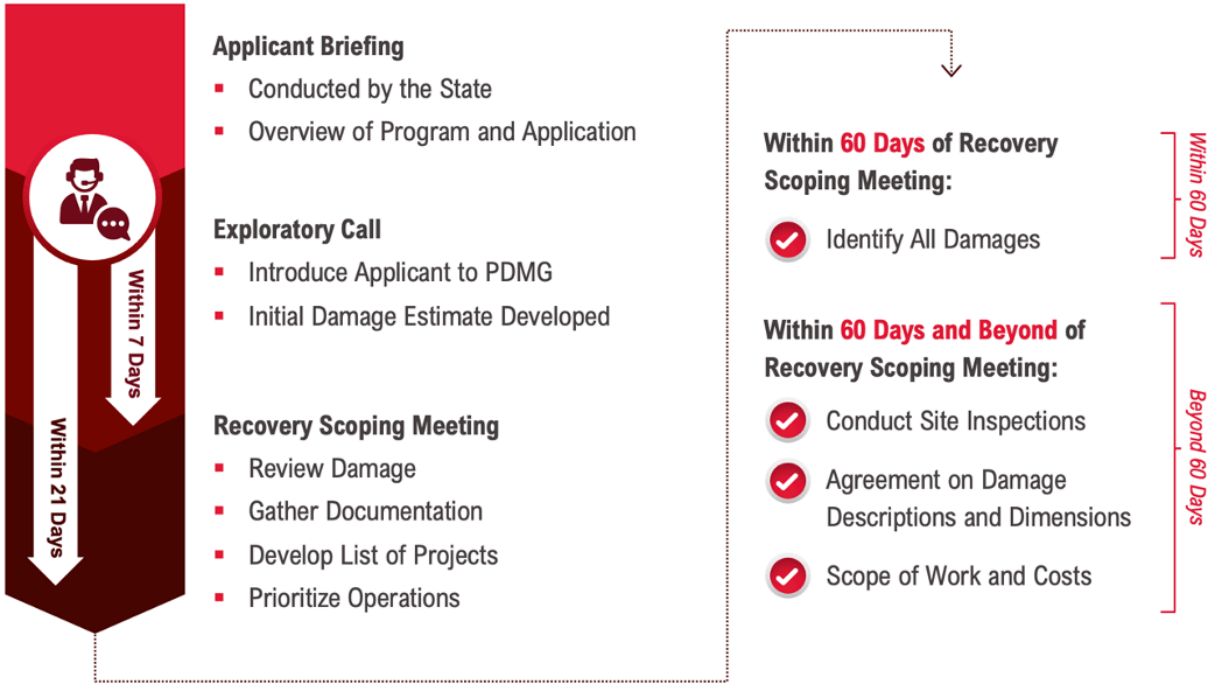 Applicant Briefing
▪ Conducted by the State
▪ Overview of Program and Application
Exploratory Call
▪ Introduce Applicant to PDMG
▪ Initial Damage Estimate Developed
Within 7 Days
Recovery Scoping Meeting
▪ Review Damage
▪ Gather Documentation
▪ Develop List of Projects
▪ Prioritize Operations
Within 21 Days
Within 60 Days of Recovery
Scoping Meeting:
Identify All Damages
Within 60 Days
Within 60 Days and Beyond of
Recovery Scoping Meeting:
Conduct Site Inspections
Agreement on Damage
Descriptions and Dimensions
Scope of Work and Costs
Beyond 60 Days